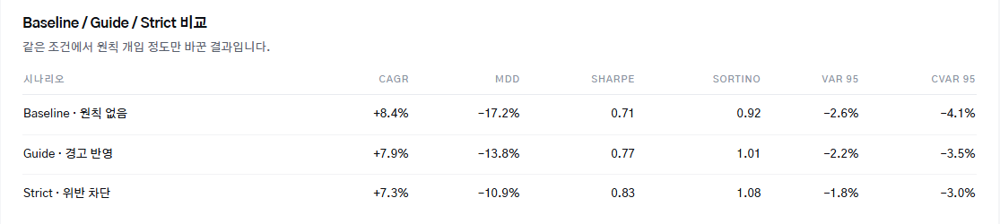 Baseline / Guide / Strict 비교
같은 조건에서 원칙 개입 정도만 바꾼 결과입니다.
시나리오 CAGR MDD SHARPE SORTINO VAR 95 CVAR 95
Baseline · 원칙 없음 +8.4% −17.2% 0.71 0.92 −2.6% −4.1%
Guide · 경고 반영 +7.9% −13.8% 0.77 1.01 −2.2% −3.5%
Strict · 위반 차단 +7.3% −10.9% 0.83 1.08 −1.8% −3.0%